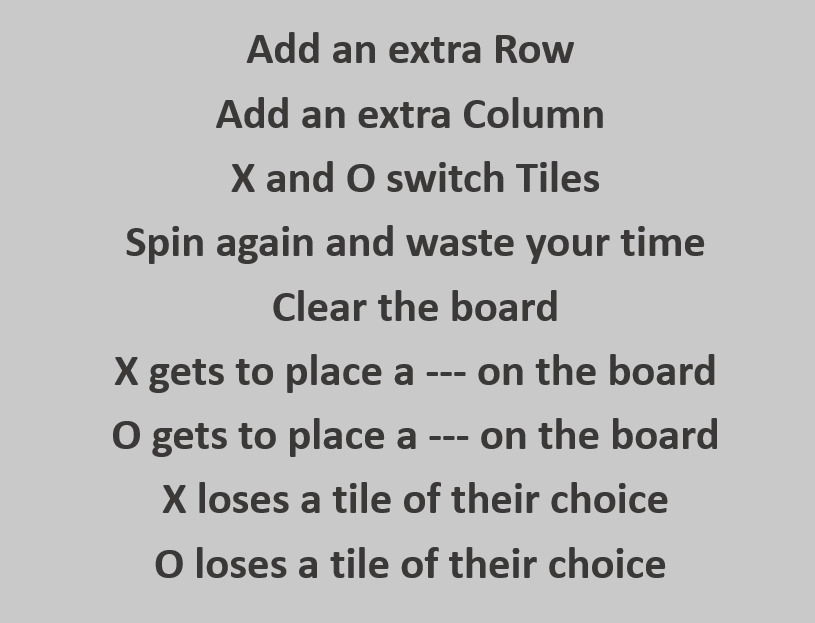 Add an extra Row
Add an extra Column
X and O switch Tiles
Spin again and waste your time
Clear the board
X gets to place a --- on the board
O gets to place a --- on the board
X loses a tile of their choice
O loses a tile of their choice